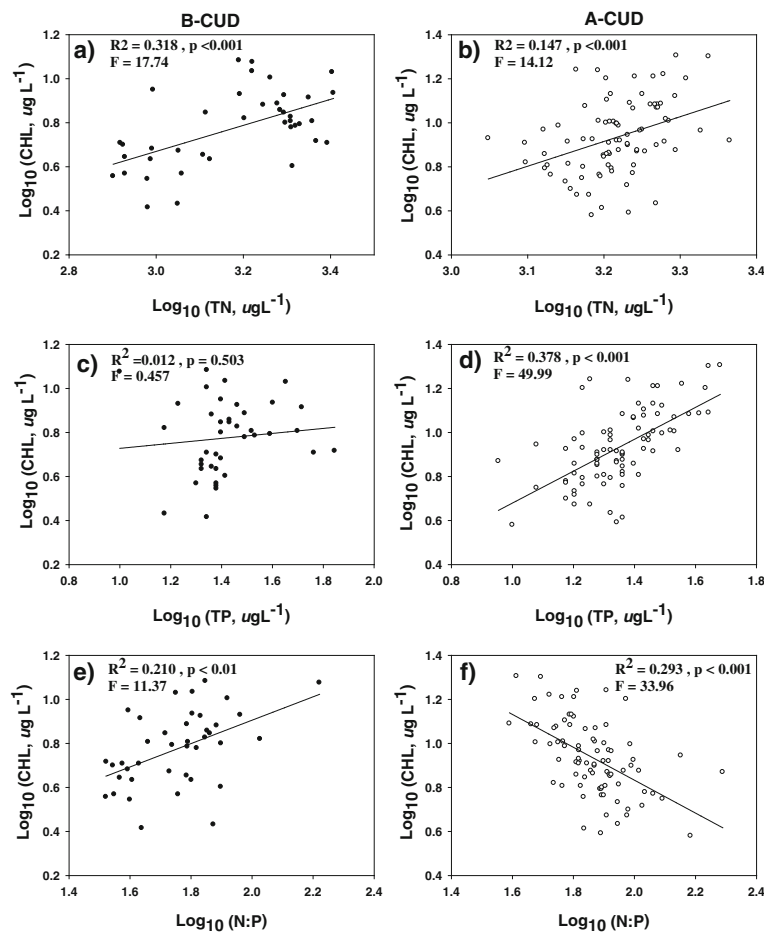 B-CUD
A-CUD
a)
R2 = 0.318 , p <0.001
F = 17.74
Log10 (CHL, ug L-1)
1.2
1.0
0.8
0.6
0.4
0.2
2.8 3.0 3.2 3.4
Log10 (TN, ugL-1)
b)
R2 = 0.147 , p <0.001
F = 14.12
Log10 (CHL, ug L-1)
1.4
1.2
1.0
0.8
0.6
0.4
3.0 3.1 3.2 3.3 3.4
Log10 (TN, ugL-1)
c)
R2 =0.012 , p = 0.503
F = 0.457
Log10 (CHL, ug L-1)
1.2
1.0
0.8
0.6
0.4
0.2
0.8 1.0 1.2 1.4 1.6 1.8 2.0
Log10 (TP, ugL-1)
d)
R2 = 0.378 , p < 0.001
F = 49.99
Log10 (CHL, ug L-1)
1.4
1.2
1.0
0.8
0.6
0.4
0.8 1.0 1.2 1.4 1.6 1.8
Log10 (TP, ugL-1)
e)
R2 = 0.210 , p < 0.01
F = 11.37
Log10 (CHL, ug L-1)
1.2
1.0
0.8
0.6
0.4
0.2
1.4 1.6 1.8 2.0 2.2 2.4
Log10 (N:P)
f)
R2 = 0.293 , p < 0.001
F = 33.96
Log10 (CHL, ug L-1)
1.4
1.2
1.0
0.8
0.6
0.4
1.4 1.6 1.8 2.0 2.2 2.4
Log10 (N:P)